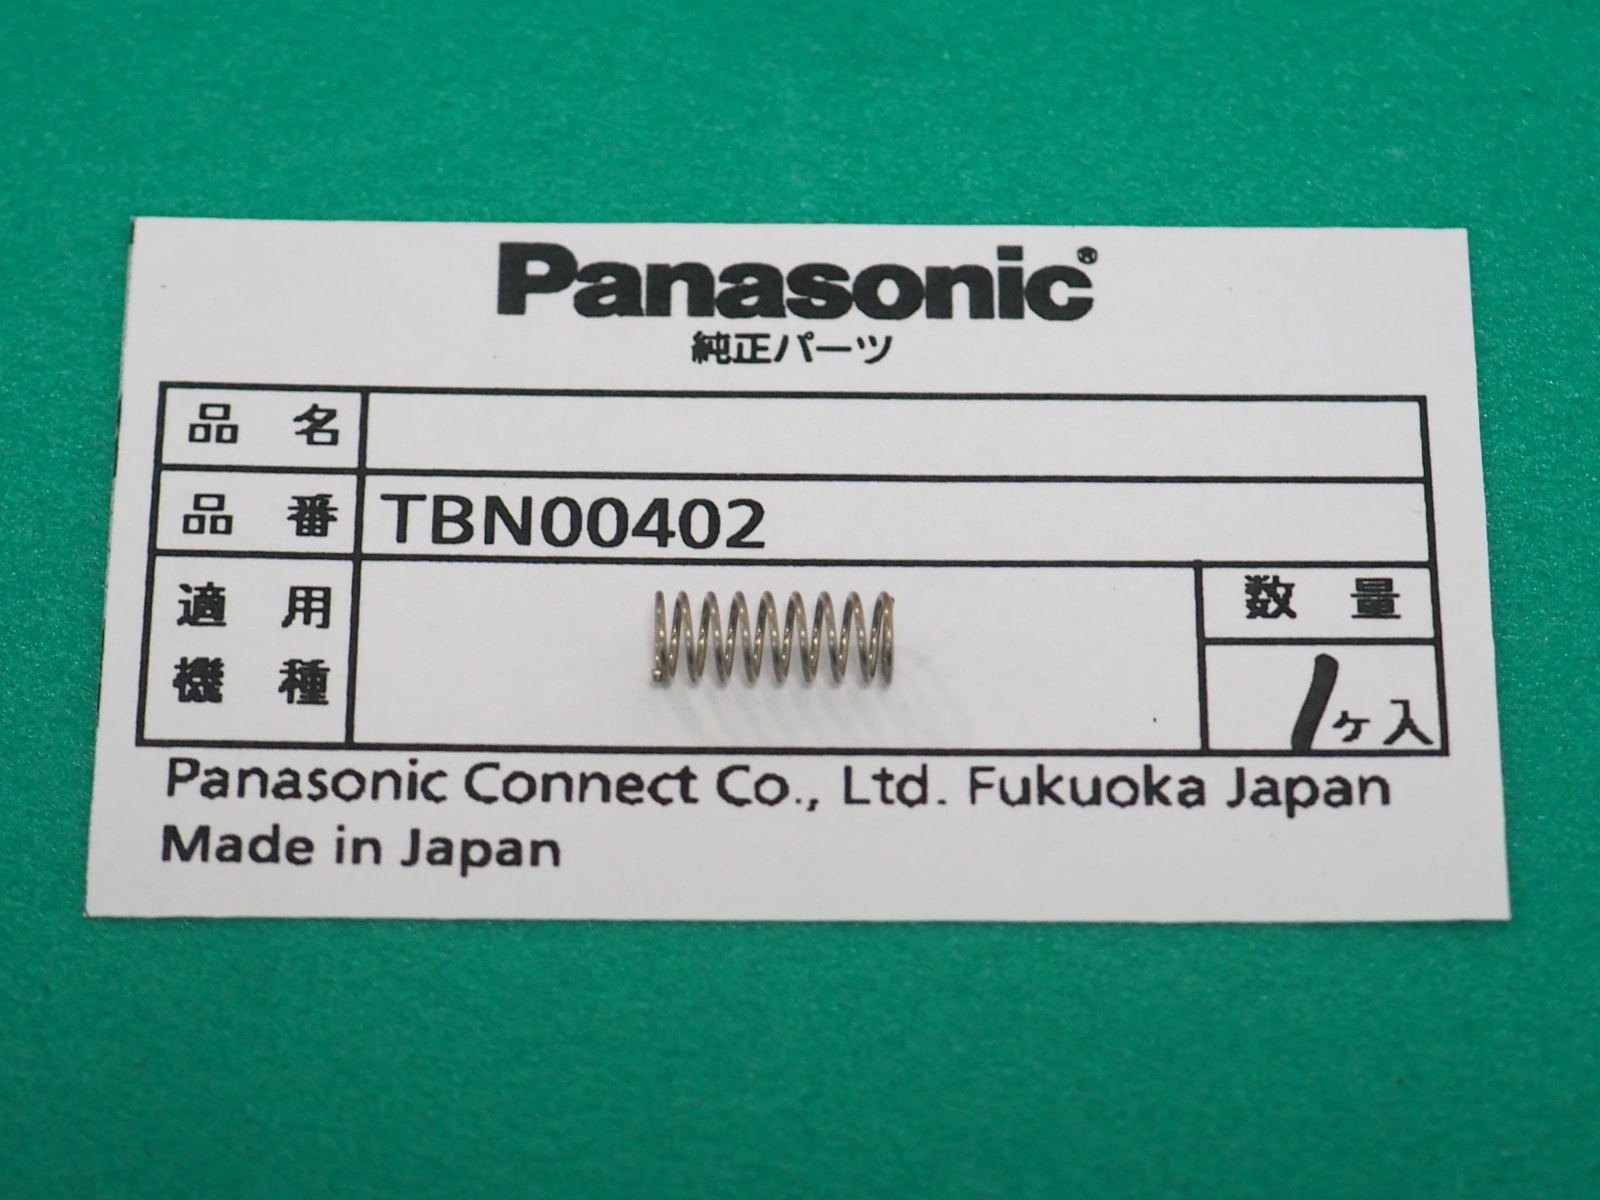 Panasonic®
純正パーツ
品名
品番 TBN00402
適用機種
数量
1ヶ入
Panasonic Connect Co., Ltd. Fukuoka Japan
Made in Japan